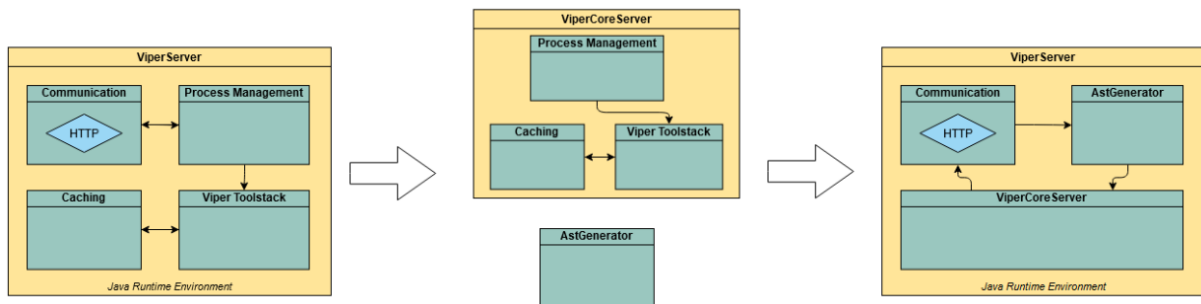 ViperServer
Communication
Process Management
HTTP
Caching
Viper Toolstack
Java Runtime Environment
ViperCoreServer
Process Management
Caching
Viper Toolstack
AstGenerator
ViperServer
Communication
AstGenerator
HTTP
ViperCoreServer
Java Runtime Environment